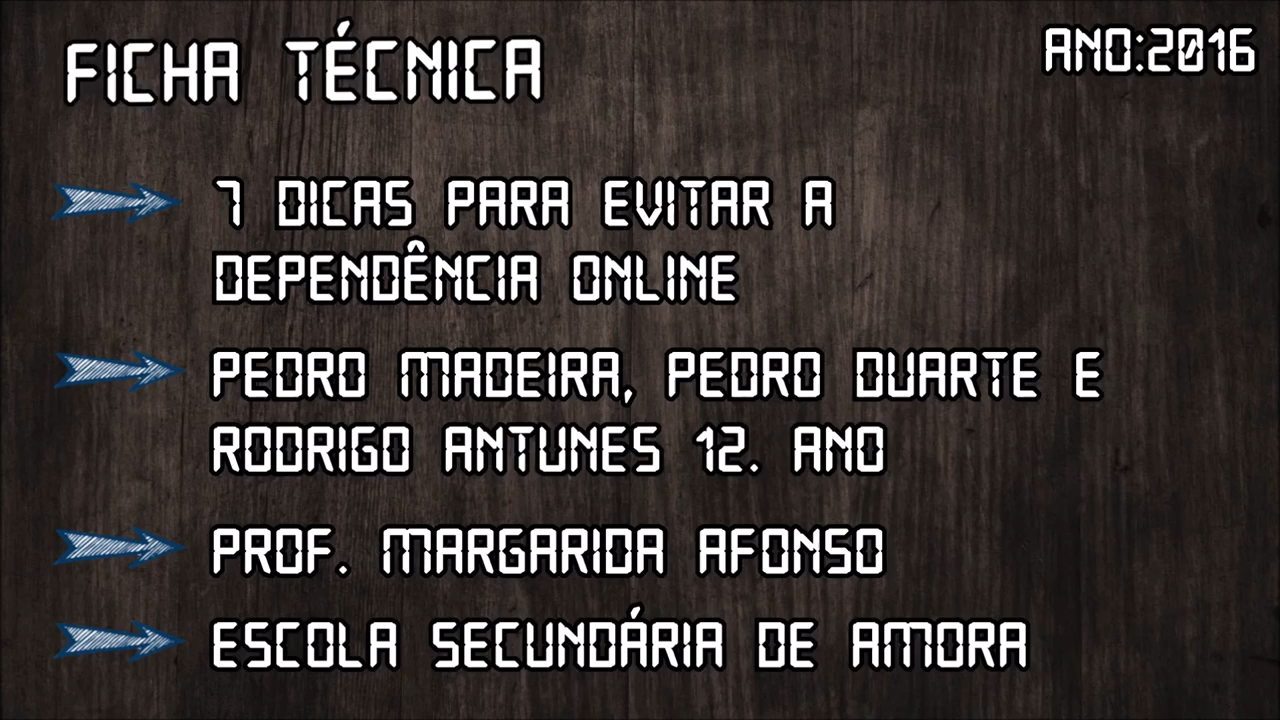 FICHA TÉCNICA
ANO:2016
7 DICAS PARA EVITAR A
DEPENDÊNCIA ONLINE
PEDRO MADEIRA, PEDRO DUARTE E
RODRIGO ANTUNES 12. ANO
PROF. MARGARIDA AFONSO
ESCOLA SECUNDÁRIA DE AMORA